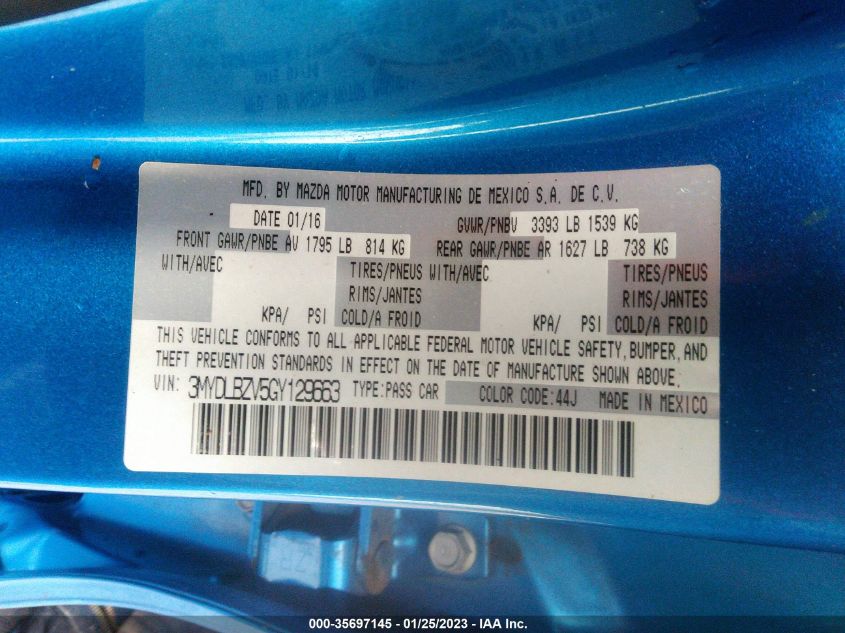 MFD. BY MAZDA MOTOR MANUFACTURING DE MEXICO S.A. DE C.V.
DATE 01/16 GVWR/PNBV 3393 LB 1539 KG
FRONT GAWR/PNBE AV 1795 LB 814 KG REAR GAWR/PNBE AR 1627 LB 738 KG
WITH/AVEC TIRES/PNEUS WITH/AVEC TIRES/PNEUS
RIMS/JANTES RIMS/JANTES
KPA/ PSI COLD/A FROID KPA/ PSI COLD/A FROID
THIS VEHICLE CONFORMS TO ALL APPLICABLE FEDERAL MOTOR VEHICLE SAFETY, BUMPER, AND
THEFT PREVENTION STANDARDS IN EFFECT ON THE DATE OF MANUFACTURE SHOWN ABOVE.
VIN: 3MYDLBZV5GY129663 TYPE:PASS CAR COLOR CODE:44J MADE IN MEXICO
000-35697145 - 01/25/2023 - IAA Inc.